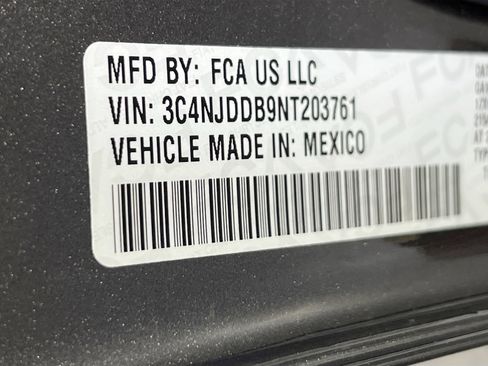 MFD BY: FCA US LLC
VIN: 3C4NJDDB9NT203761
VEHICLE MADE IN: MEXICO